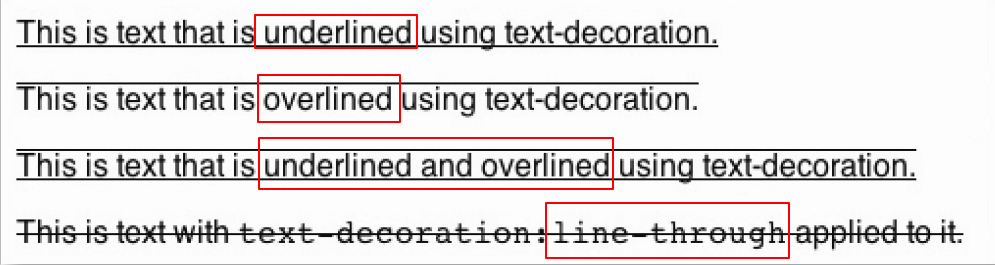 This is text that is underlined using text-decoration.
This is text that is overlined using text-decoration.
This is text that is underlined and overlined using text-decoration.
This is text with text-decoration:line-through applied to it.